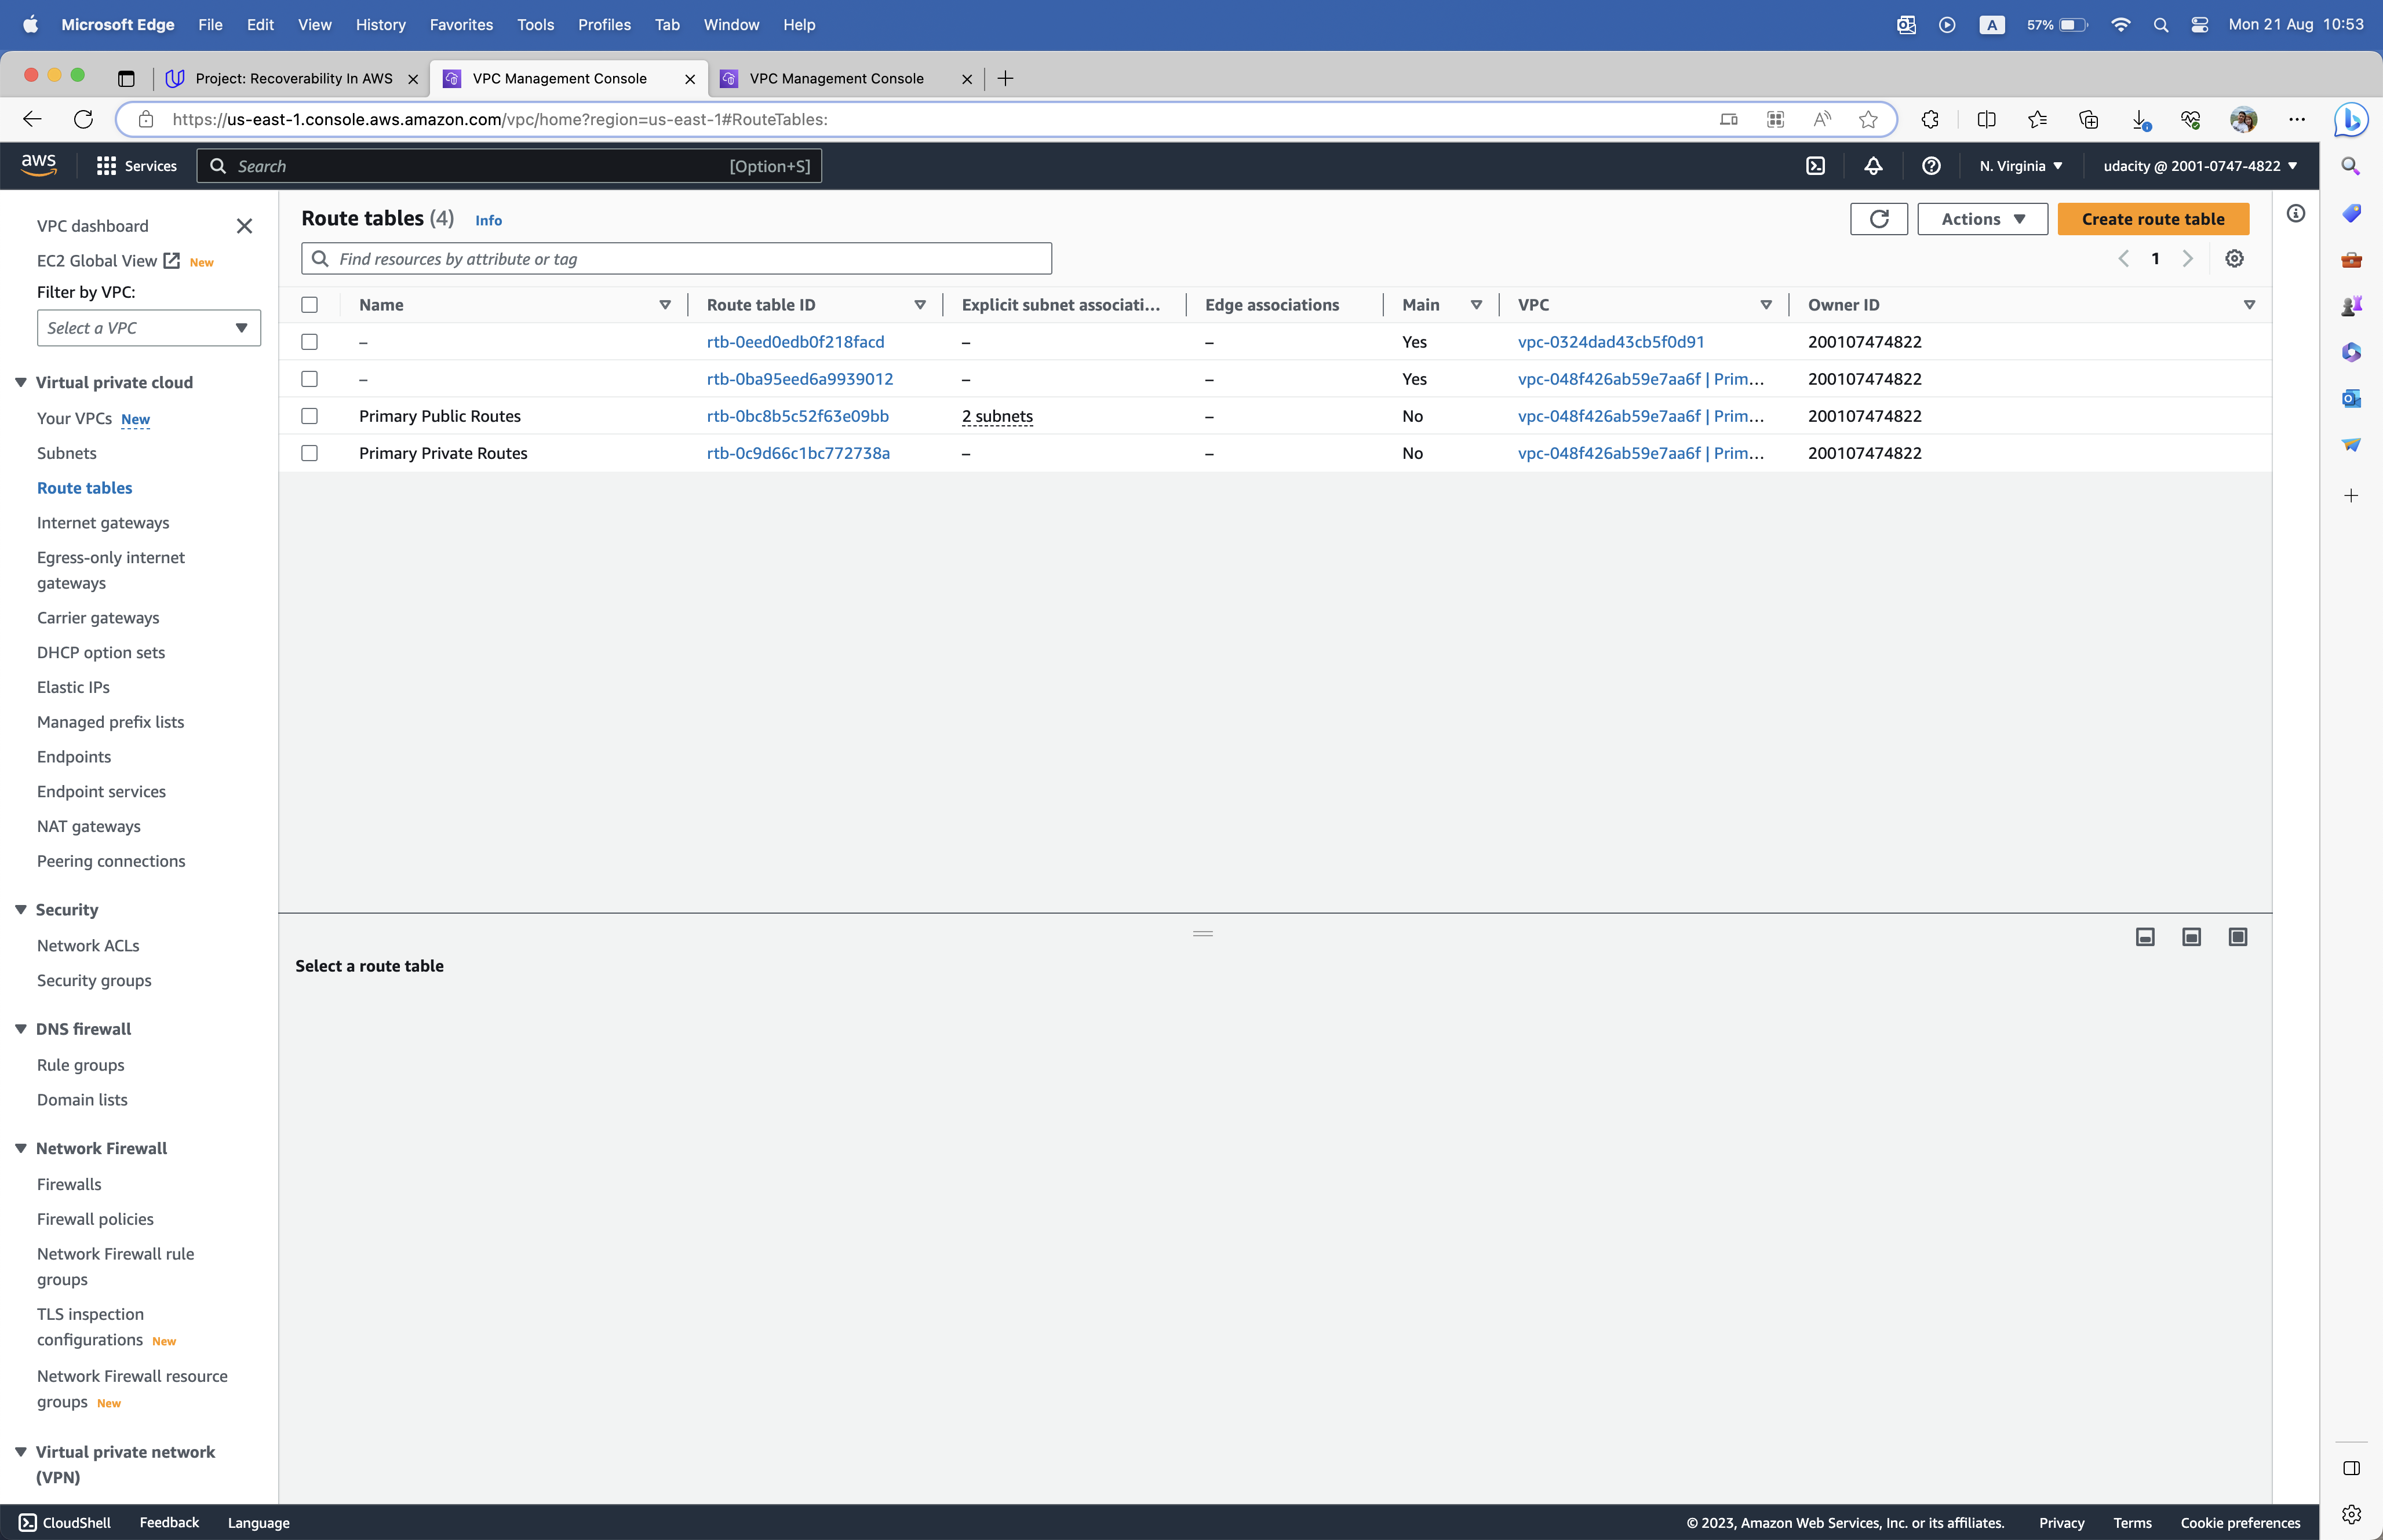 Microsoft Edge File Edit View History Favorites Tools Profiles Tab Window Help A 57% Mon 21 Aug 10:53
Project: Recoverability In AWS VPC Management Console VPC Management Console
https://us-east-1.console.aws.amazon.com/vpc/home?region=us-east-1#RouteTables:
aws Services Search [Option+S] N. Virginia udacity @ 2001-0747-4822
VPC dashboard
EC2 Global View New
Filter by VPC:
Select a VPC
Virtual private cloud
Your VPCs New
Subnets
Route tables
Internet gateways
Egress-only internet
gateways
Carrier gateways
DHCP option sets
Elastic IPs
Managed prefix lists
Endpoints
Endpoint services
NAT gateways
Peering connections
Security
Network ACLs
Security groups
DNS firewall
Rule groups
Domain lists
Network Firewall
Firewalls
Firewall policies
Network Firewall rule
groups
TLS inspection
configurations New
Network Firewall resource
groups New
Virtual private network
(VPN)
Route tables (4) Info
Actions Create route table
Find resources by attribute or tag
1
Name Route table ID Explicit subnet associati... Edge associations Main VPC Owner ID
– rtb-0eed0edb0f218facd – – Yes vpc-0324dad43cb5f0d91 200107474822
– rtb-0ba95eed6a9939012 – – Yes vpc-048f426ab59e7aa6f | Prim... 200107474822
Primary Public Routes rtb-0bc8b5c52f63e09bb 2 subnets – No vpc-048f426ab59e7aa6f | Prim... 200107474822
Primary Private Routes rtb-0c9d66c1bc772738a – – No vpc-048f426ab59e7aa6f | Prim... 200107474822
Select a route table
CloudShell Feedback Language © 2023, Amazon Web Services, Inc. or its affiliates. Privacy Terms Cookie preferences